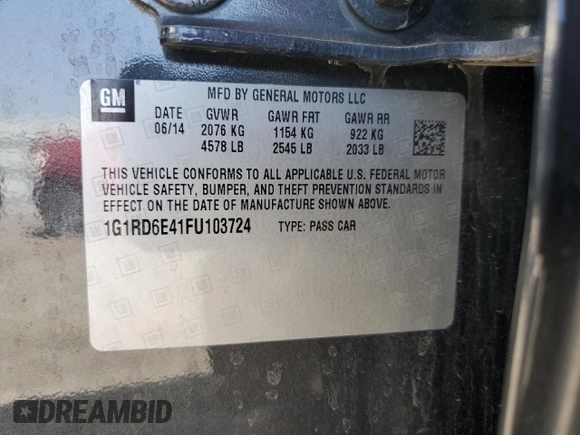 GM
MFD BY GENERAL MOTORS LLC
DATE GVWR GAWR FRT GAWR RR
06/14 2076 KG 1154 KG 922 KG
4578 LB 2545 LB 2033 LB
THIS VEHICLE CONFORMS TO ALL APPLICABLE U.S. FEDERAL MOTOR
VEHICLE SAFETY, BUMPER, AND THEFT PREVENTION STANDARDS IN
EFFECT ON THE DATE OF MANUFACTURE SHOWN ABOVE.
1G1RD6E41FU103724 TYPE: PASS CAR
DREAMBID